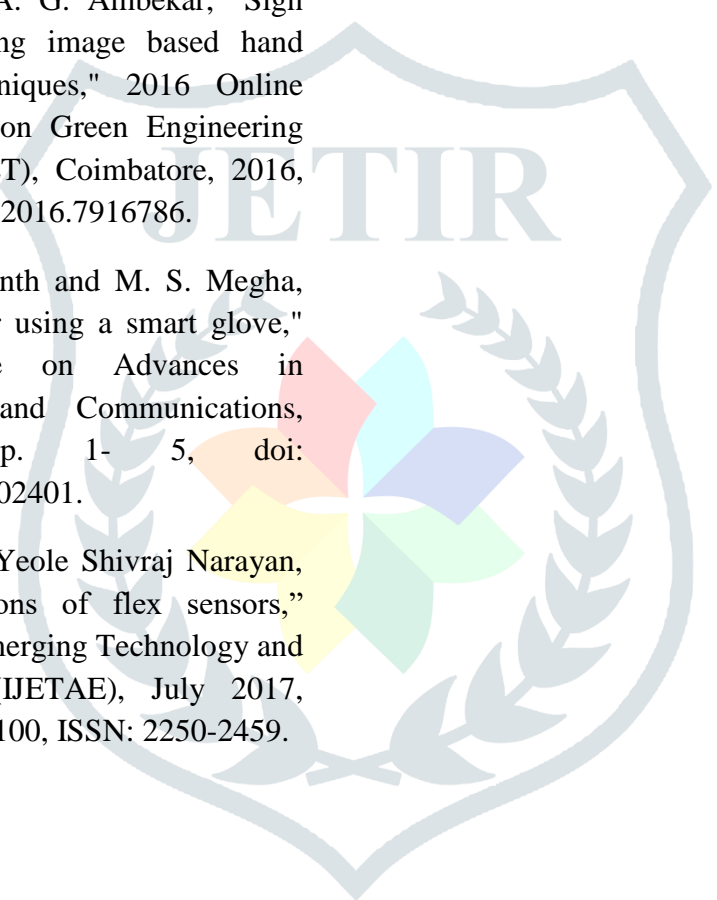 A. G. Ambekar, "Sign
ng image based hand
niques," 2016 Online
on Green Engineering
T), Coimbatore, 2016,
2016.7916786.
nth and M. S. Megha,
using a smart glove,"
e on Advances in
and Communications,
p. 1- 5, doi:
02401.
Yeole Shivraj Narayan,
ons of flex sensors,”
merging Technology and
(IJETAE), July 2017,
100, ISSN: 2250-2459.
JETIR